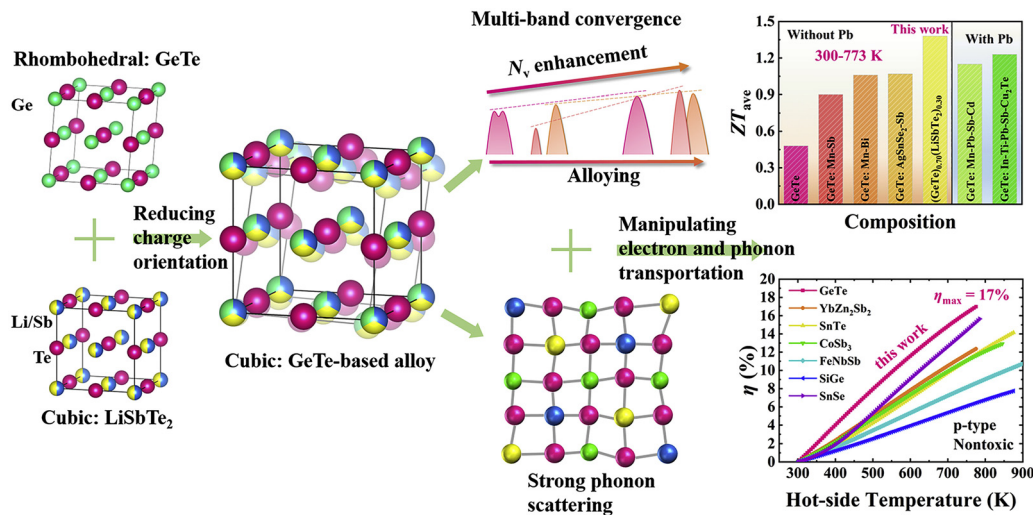 Rhombohedral: GeTe
Ge
Li/Sb
Te
Cubic: LiSbTe₂
Reducing
charge
orientation
Cubic: GeTe-based alloy
Multi-band convergence
Nᵥ enhancement
Alloying
Strong phonon
scattering
Manipulating
electron and phonon
transportation
Without Pb
This work
With Pb
300-773 K
ZTave
1.5
1.2
0.9
0.6
0.3
0.0
GeTe
GeTe: Mn-Sb
GeTe: Mn-Bi
GeTe: AgSnSe₂-Sb
(GeTe)0.70(LiSbTe₂)0.30
GeTe: Mn-Pb-Sb-Cd
GeTe: In-Ti-Pb-Sb-Cu₂Te
Composition
η (%)
20
18
16
14
12
10
8
6
4
2
0
GeTe
YbZn₂Sb₂
SnTe
CoSb₃
FeNbSb
SiGe
SnSe
ηmax = 17%
this work
p-type
Nontoxic
300 400 500 600 700 800 900
Hot-side Temperature (K)